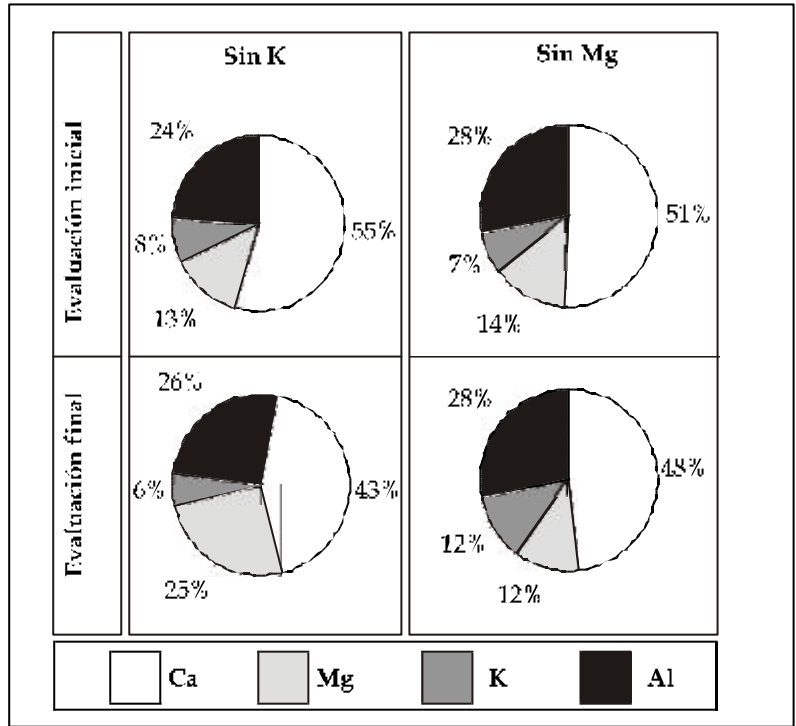 Sin K
Sin Mg
Evaluación inicial
24%
55%
8%
13%
28%
51%
7%
14%
Evaluación final
26%
43%
6%
25%
28%
48%
12%
12%
Ca
Mg
K
Al